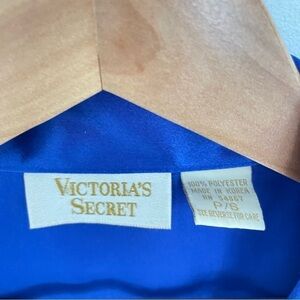 VICTORIA'S
SECRET
100% POLYESTER
MADE IN KOREA
RN 54867
P/S
SEE REVERSE FOR CARE